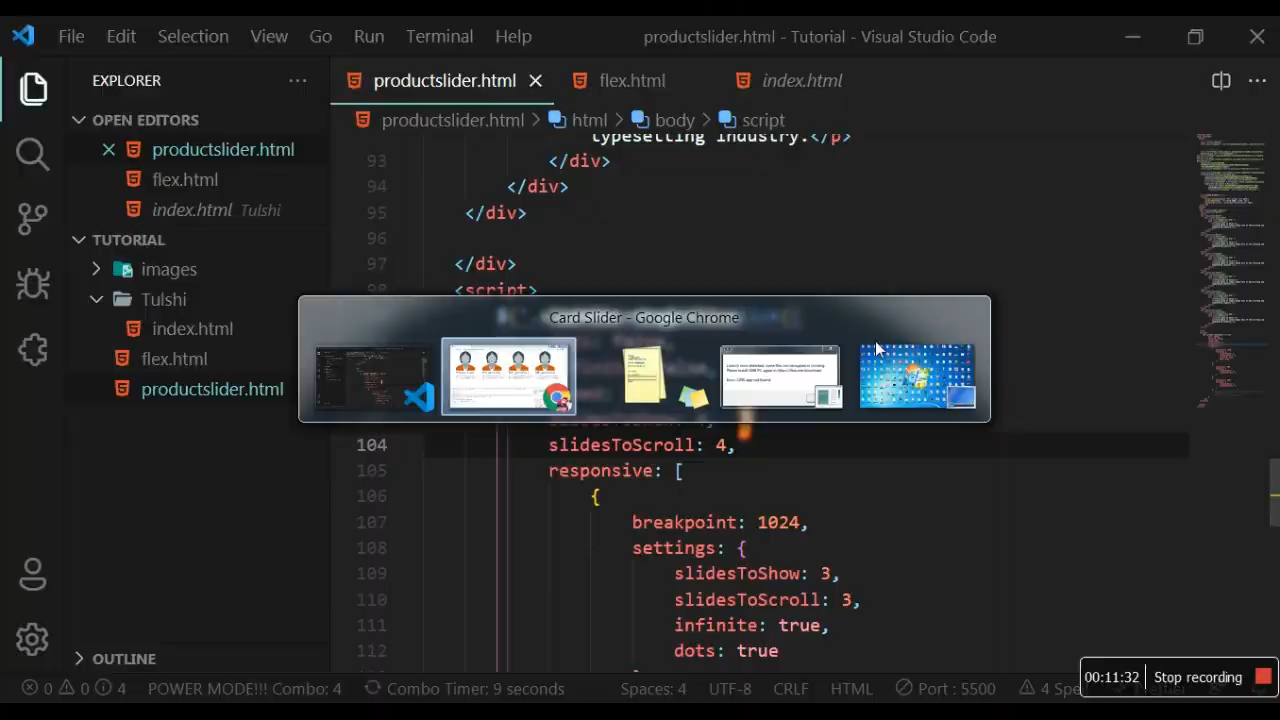 File Edit Selection View Go Run Terminal Help productslider.html - Tutorial - Visual Studio Code
EXPLORER
OPEN EDITORS
productslider.html
flex.html
index.html Tulshi
TUTORIAL
images
Tulshi
index.html
flex.html
productslider.html
OUTLINE
productslider.html flex.html index.html
productslider.html > html > body > script
typesetting industry.</p>
93 </div>
94 </div>
95 </div>
96
97 </div>
98 <script>
Card Slider - Google Chrome
104 slidesToScroll: 4,
105 responsive: [
106 {
107 breakpoint: 1024,
108 settings: {
109 slidesToShow: 3,
110 slidesToScroll: 3,
111 infinite: true,
112 dots: true
0 0 4 POWER MODE!!! Combo: 4 Combo Timer: 9 seconds Spaces: 4 UTF-8 CRLF HTML Port : 5500 4 Spe
00:11:32 Stop recording